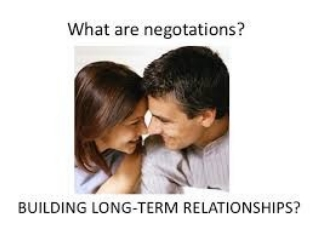 What are negotations?
BUILDING LONG-TERM RELATIONSHIPS?